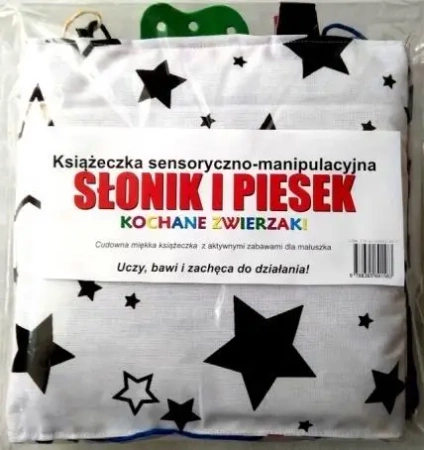 Książeczka sensoryczno-manipulacyjna
SŁONIK I PIESEK
KOCHANE ZWIERZAKI
Cudowna miękka książeczka z aktywnymi zabawami dla maluszka
Uczy, bawi i zachęca do działania!